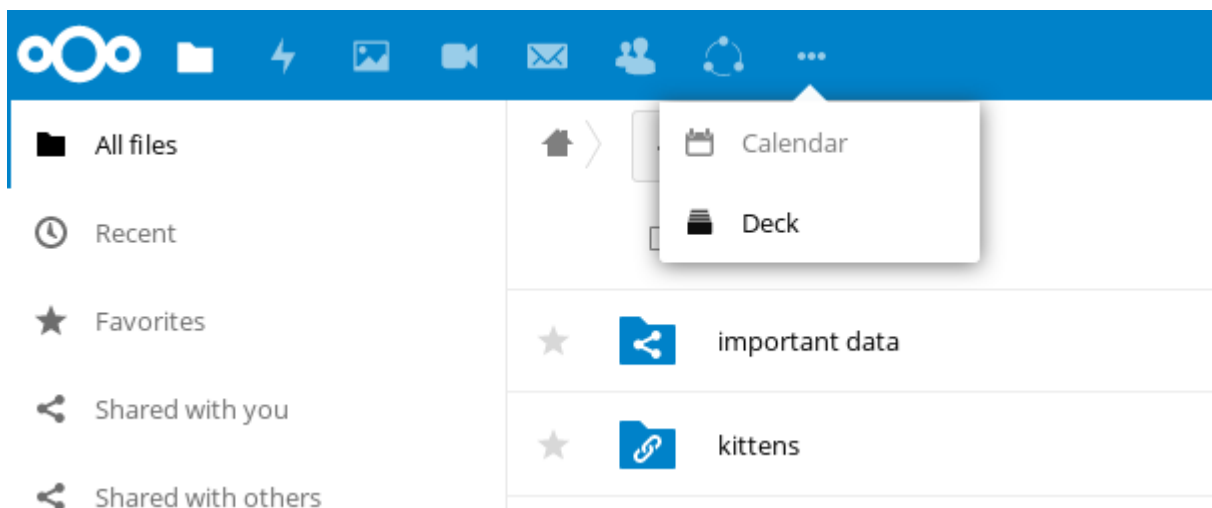 All files
Recent
Favorites
Shared with you
Shared with others
Calendar
Deck
important data
kittens